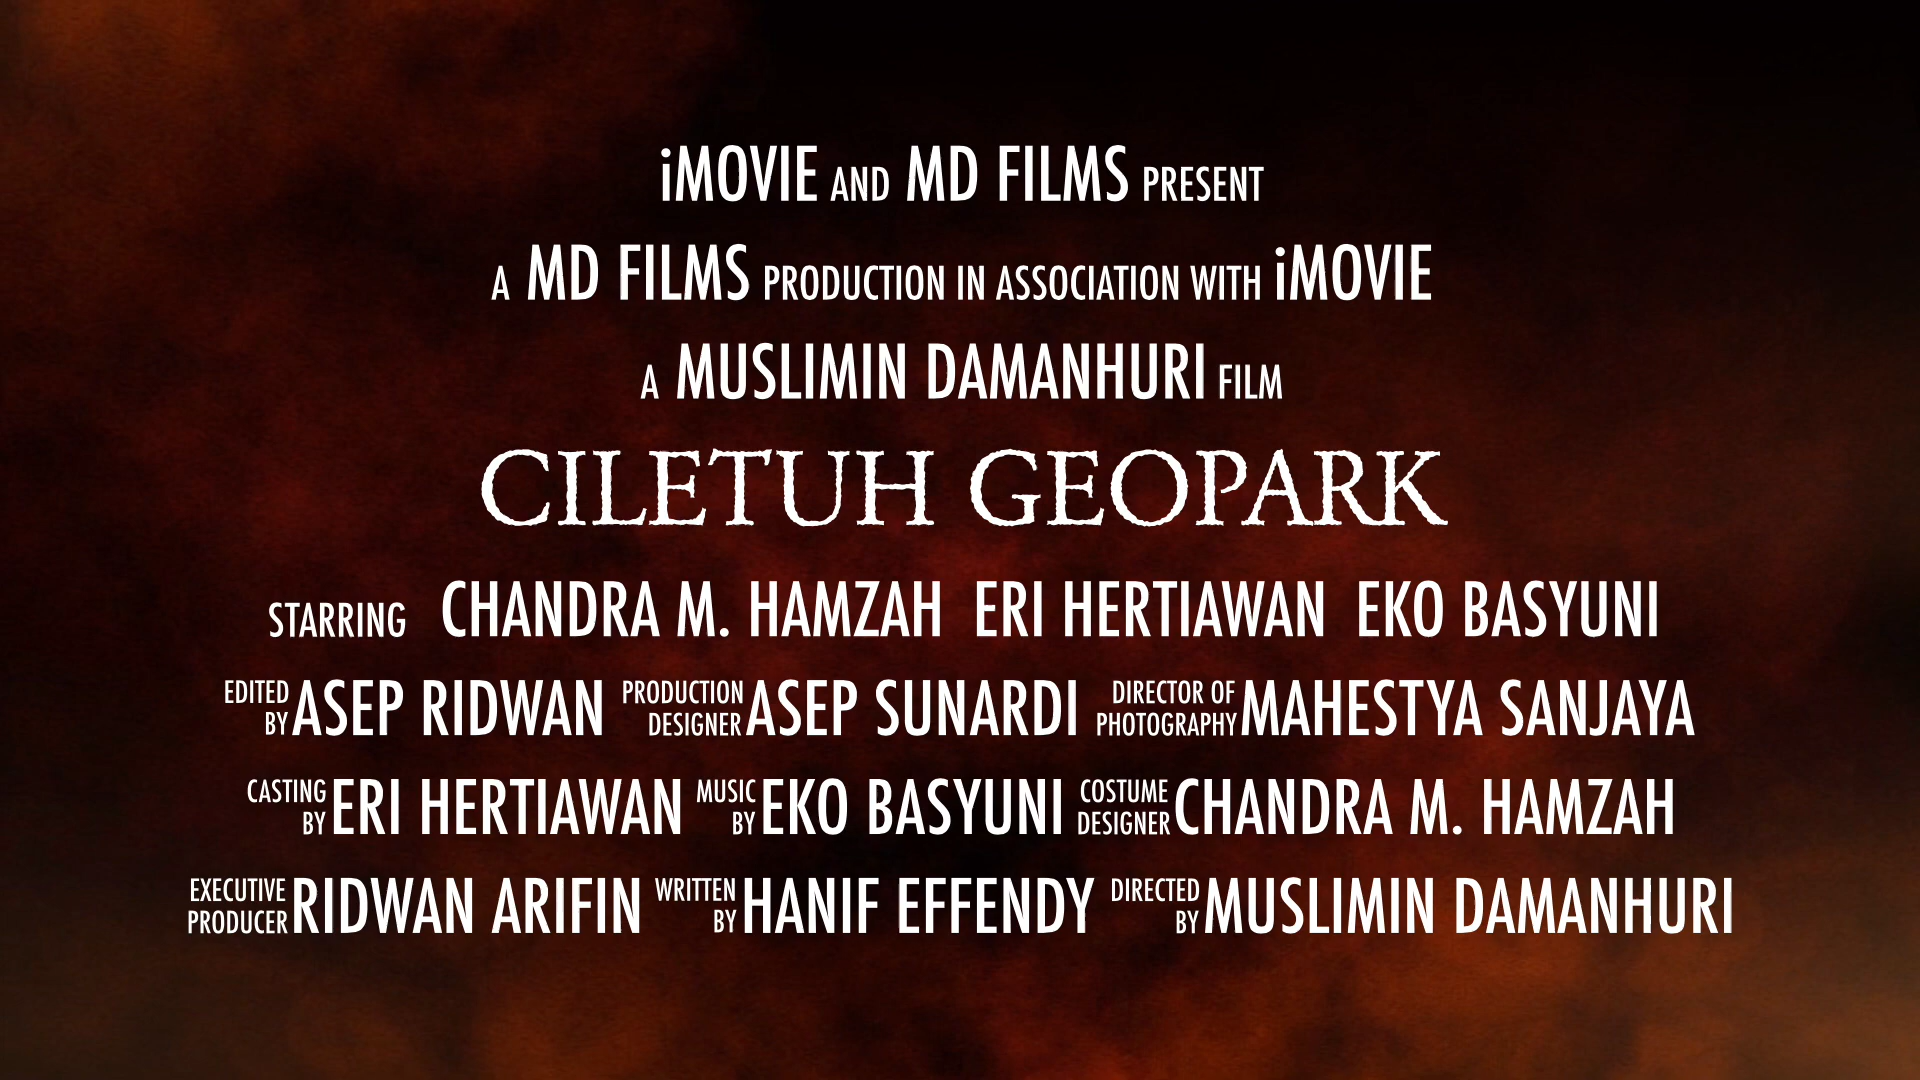 iMOVIE AND MD FILMS PRESENT
A MD FILMS PRODUCTION IN ASSOCIATION WITH iMOVIE
A MUSLIMIN DAMANHURI FILM
CILETUH GEOPARK
STARRING CHANDRA M. HAMZAH ERI HERTIAWAN EKO BASYUNI
EDITED BY ASEP RIDWAN PRODUCTION DESIGNER ASEP SUNARDI DIRECTOR OF PHOTOGRAPHY MAHESTYA SANJAYA
CASTING BY ERI HERTIAWAN MUSIC BY EKO BASYUNI COSTUME DESIGNER CHANDRA M. HAMZAH
EXECUTIVE PRODUCER RIDWAN ARIFIN WRITTEN BY HANIF EFFENDY DIRECTED BY MUSLIMIN DAMANHURI